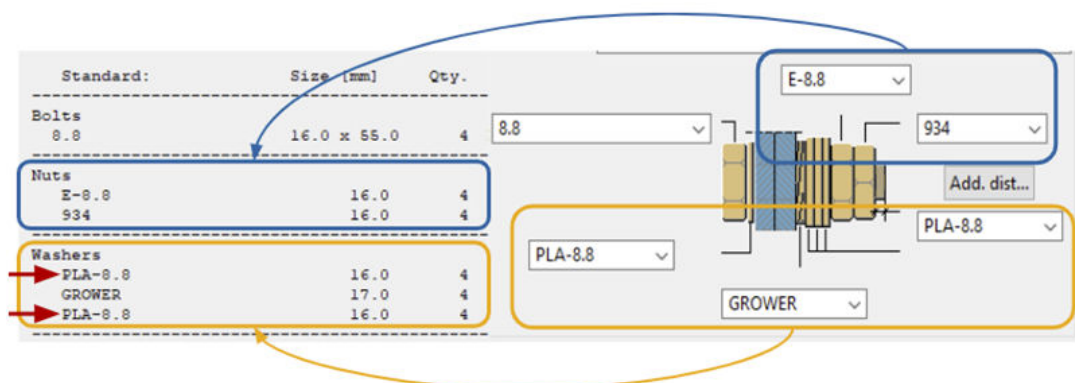 Standard: Size [mm] Qty.
Bolts
8.8 16.0 x 55.0 4
Nuts
E-8.8 16.0 4
934 16.0 4
Washers
PLA-8.8 16.0 4
GROWER 17.0 4
PLA-8.8 16.0 4
E-8.8
8.8
934
Add. dist...
PLA-8.8
PLA-8.8
GROWER